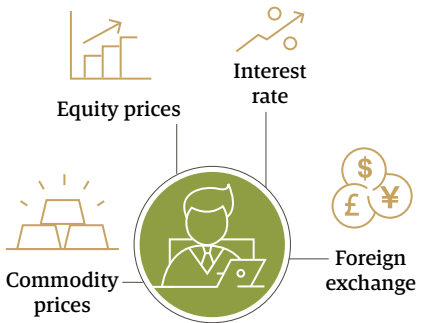 Equity prices
Interest
rate
Commodity
prices
Foreign
exchange
$
£
¥